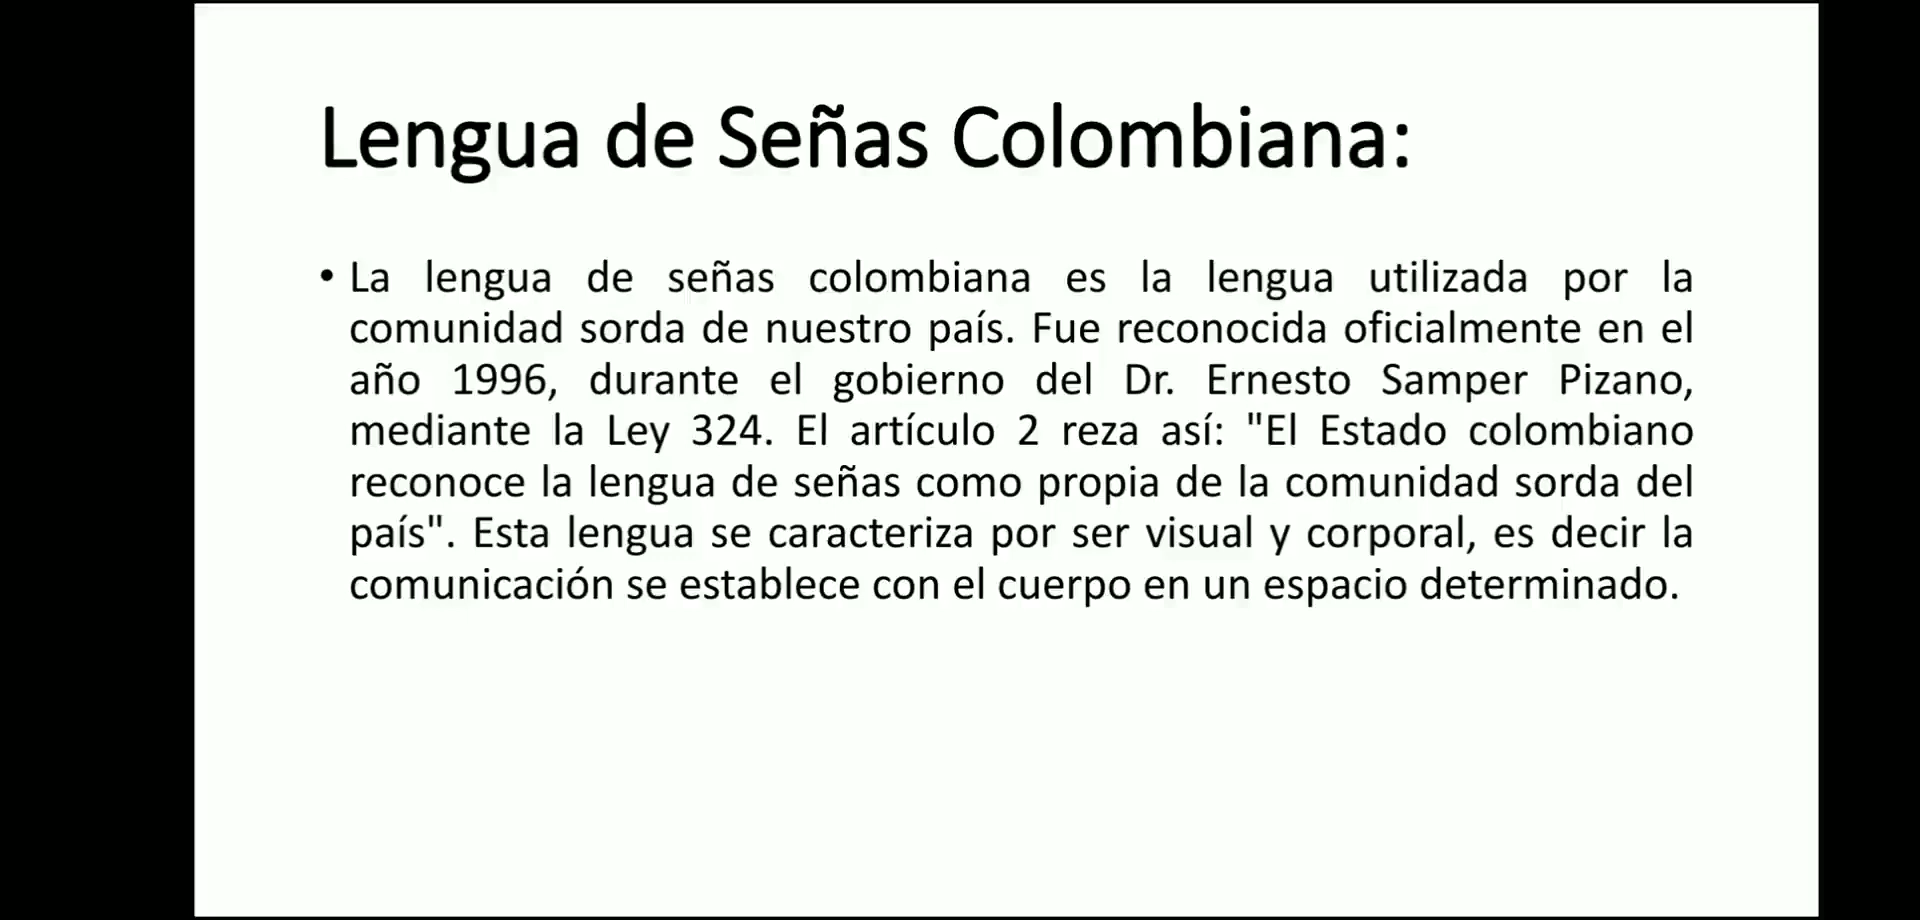 Lengua de Señas Colombiana:
• La lengua de señas colombiana es la lengua utilizada por la
comunidad sorda de nuestro país. Fue reconocida oficialmente en el
año 1996, durante el gobierno del Dr. Ernesto Samper Pizano,
mediante la Ley 324. El artículo 2 reza así: "El Estado colombiano
reconoce la lengua de señas como propia de la comunidad sorda del
país". Esta lengua se caracteriza por ser visual y corporal, es decir la
comunicación se establece con el cuerpo en un espacio determinado.